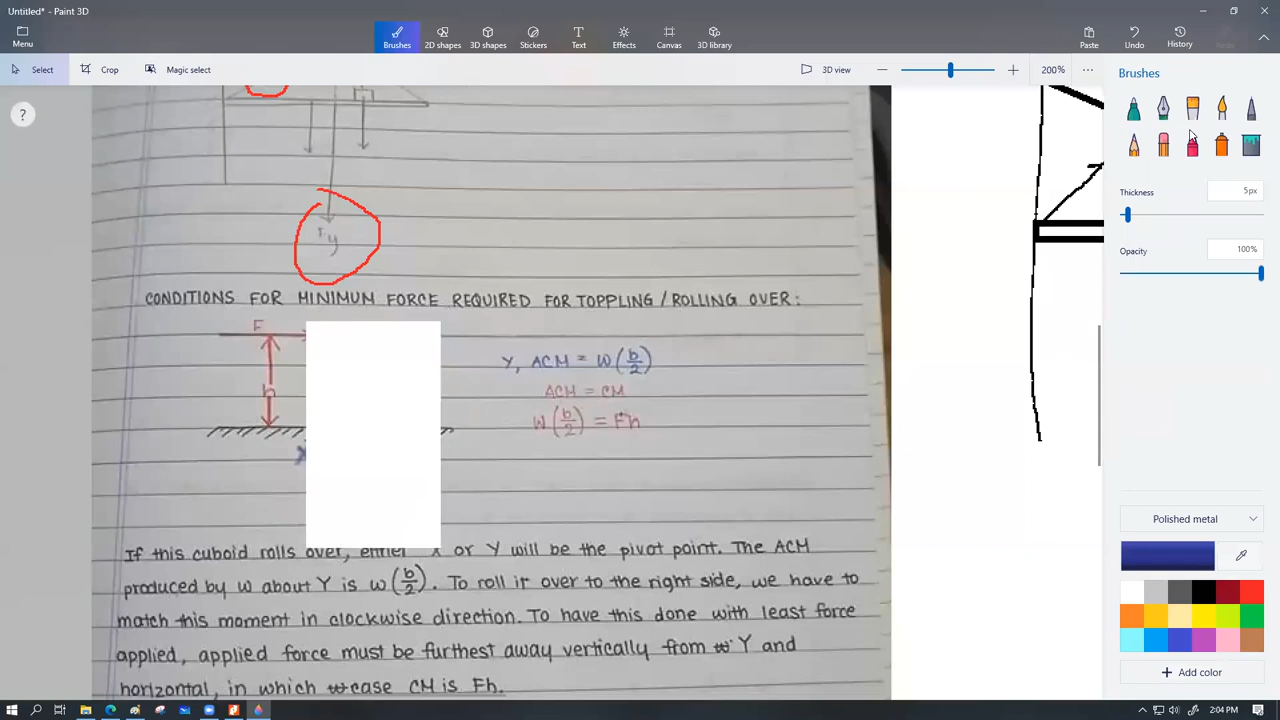 Untitled* - Paint 3D
Menu
Brushes
2D shapes
3D shapes
Stickers
Text
Effects
Canvas
3D library
Paste
Undo
History
Select
Crop
Magic select
3D view
200%
Brushes
?
Thickness
5px
Opacity
100%
y
CONDITIONS FOR MINIMUM FORCE REQUIRED FOR TOPPLING / ROLLING OVER:
F
h
X
Y, ACM = W(b/2)
ACM = CM
W(b/2) = Fh
If this cuboid rolls over, either X or Y will be the pivot point. The ACM
produced by w about Y is w(b/2). To roll it over to the right side, we have to
match this moment in clockwise direction. To have this done with least force
applied, applied force must be furthest away vertically from Y and
horizontal, in which case CM is Fh.
Polished metal
Add color
2:04 PM